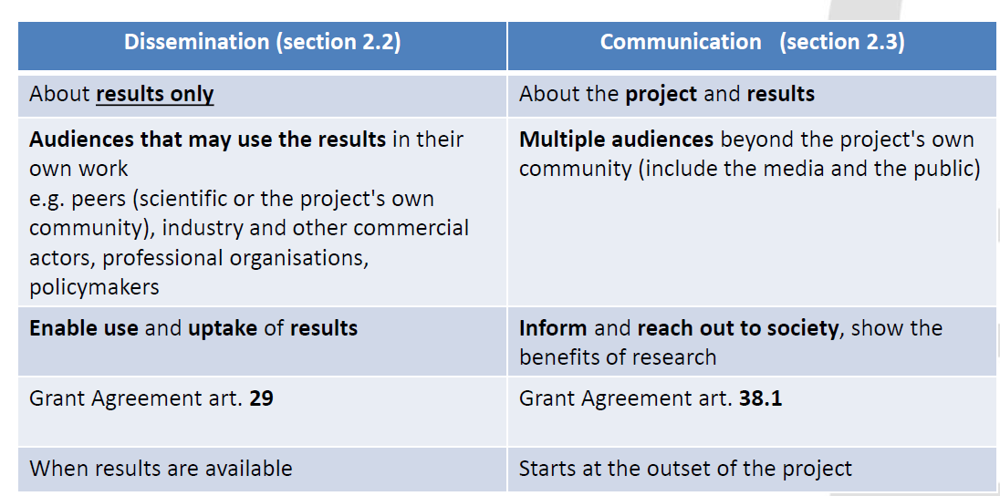 Dissemination (section 2.2)
Communication (section 2.3)
About results only
About the project and results
Audiences that may use the results in their
own work
e.g. peers (scientific or the project's own
community), industry and other commercial
actors, professional organisations,
policymakers
Multiple audiences beyond the project's own
community (include the media and the public)
Enable use and uptake of results
Inform and reach out to society, show the
benefits of research
Grant Agreement art. 29
Grant Agreement art. 38.1
When results are available
Starts at the outset of the project